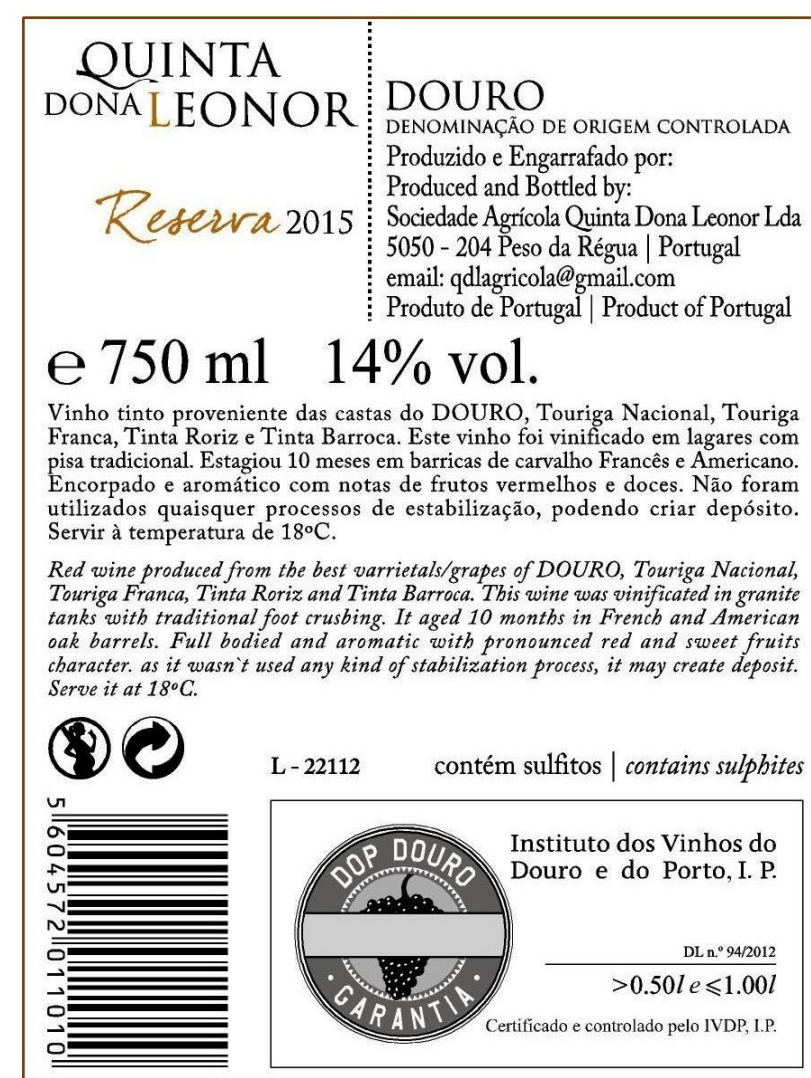 QUINTA
DONA LEONOR
Reserva 2015
DOURO
DENOMINAÇÃO DE ORIGEM CONTROLADA
Produzido e Engarrafado por:
Produced and Bottled by:
Sociedade Agrícola Quinta Dona Leonor Lda
5050 - 204 Peso da Régua | Portugal
email: qdlagricola@gmail.com
Produto de Portugal | Product of Portugal
℮ 750 ml 14% vol.
Vinho tinto proveniente das castas do DOURO, Touriga Nacional, Touriga
Franca, Tinta Roriz e Tinta Barroca. Este vinho foi vinificado em lagares com
pisa tradicional. Estagiou 10 meses em barricas de carvalho Francês e Americano.
Encorpado e aromático com notas de frutos vermelhos e doces. Não foram
utilizados quaisquer processos de estabilização, podendo criar depósito.
Servir à temperatura de 18ºC.
Red wine produced from the best varrietals/grapes of DOURO, Touriga Nacional,
Touriga Franca, Tinta Roriz and Tinta Barroca. This wine was vinificated in granite
tanks with traditional foot crusbing. It aged 10 months in French and American
oak barrels. Full bodied and aromatic with pronounced red and sweet fruits
character. as it wasn`t used any kind of stabilization process, it may create deposit.
Serve it at 18ºC.
L - 22112
contém sulfitos | contains sulphites
5 604572 011010
DOP DOURO
GARANTIA
Instituto dos Vinhos do
Douro e do Porto, I. P.
DL n.º 94/2012
>0.50l e ⩽1.00l
Certificado e controlado pelo IVDP, I.P.